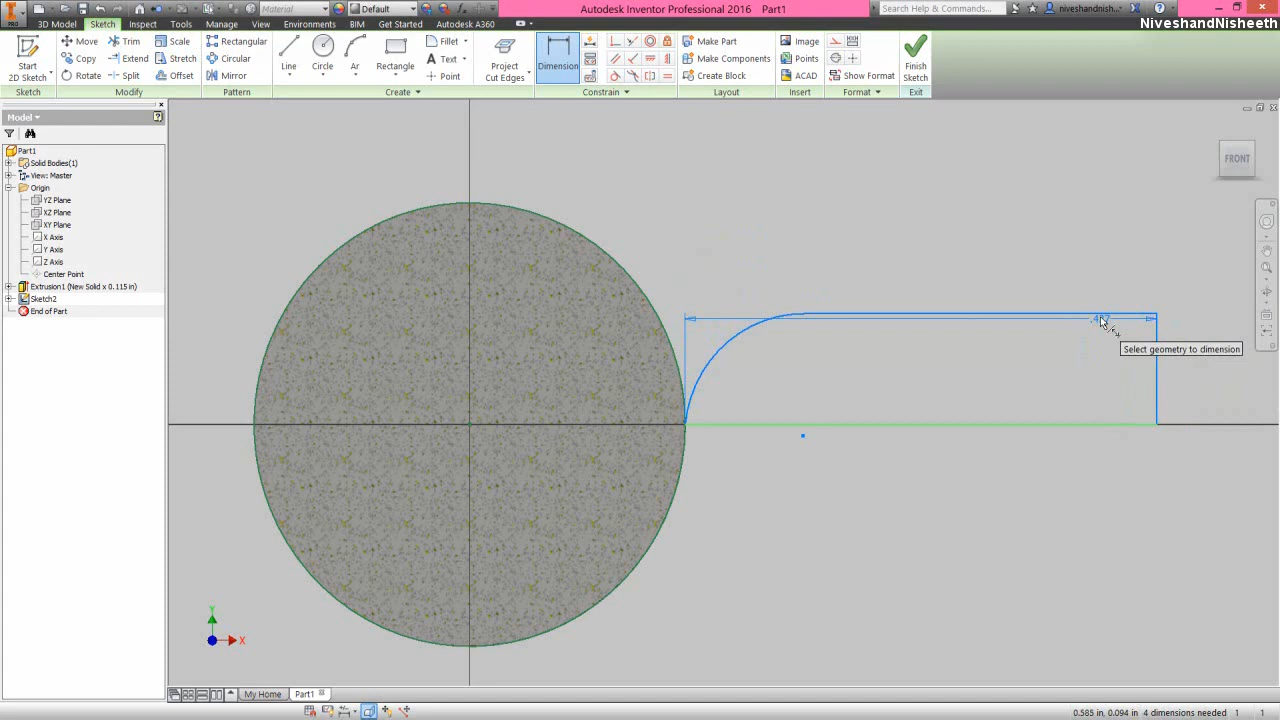 PRO
Material
Default
Autodesk Inventor Professional 2016 Part1
Search Help & Commands...
niveshandnish...
NiveshandNisheeth
3D Model Sketch Inspect Tools Manage View Environments BIM Get Started Autodesk A360
Start
2D Sketch
Move Trim Scale
Copy Extend Stretch
Rotate Split Offset
Rectangular
Circular
Mirror
Line Circle Arc Rectangle
Fillet
Text
Point
Project
Cut Edges
Dimension
Make Part
Make Components
Create Block
Image
Points
ACAD
Show Format
Finish
Sketch
Sketch Modify Pattern Create Constrain Layout Insert Format Exit
Model
Part1
Solid Bodies(1)
View: Master
Origin
YZ Plane
XZ Plane
XY Plane
X Axis
Y Axis
Z Axis
Center Point
Extrusion1 (New Solid x 0.115 in)
Sketch2
End of Part
FRONT
Select geometry to dimension
Y
X
My Home Part1
0.585 in, 0.094 in 4 dimensions needed 1 1